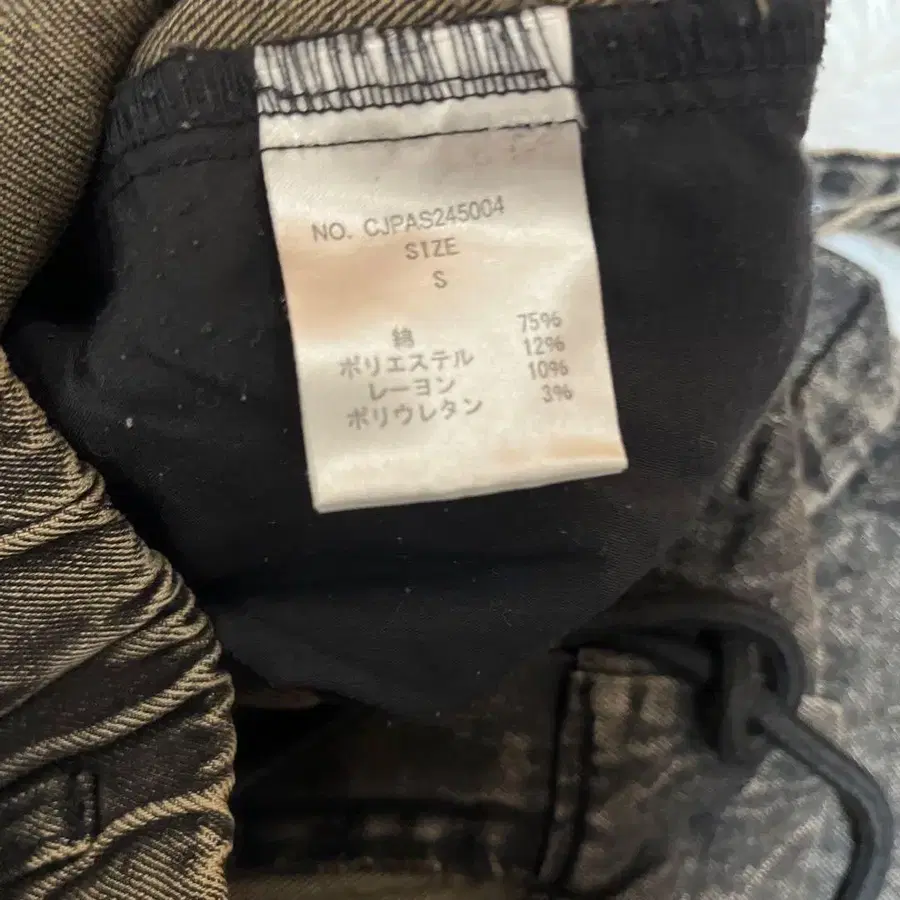 NO. CJPAS245004
SIZE
S
綿 75%
ポリエステル 12%
レーヨン 10%
ポリウレタン 3%